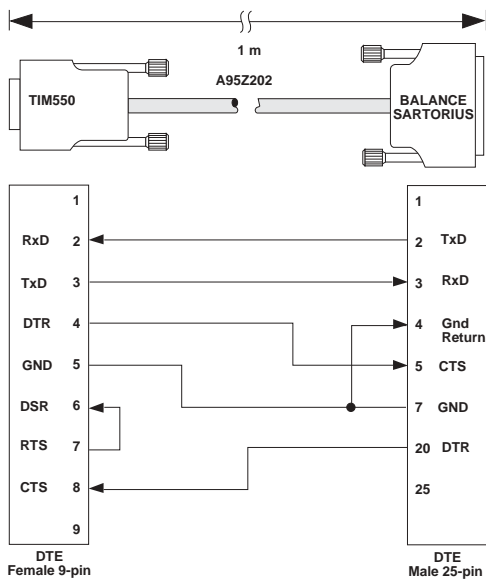 1 m
A95Z202
TIM550
BALANCE
SARTORIUS
1
RxD 2
TxD 3
DTR 4
GND 5
DSR 6
RTS 7
CTS 8
9
DTE
Female 9-pin
1
2 TxD
3 RxD
4 Gnd
Return
5 CTS
7 GND
20 DTR
25
DTE
Male 25-pin